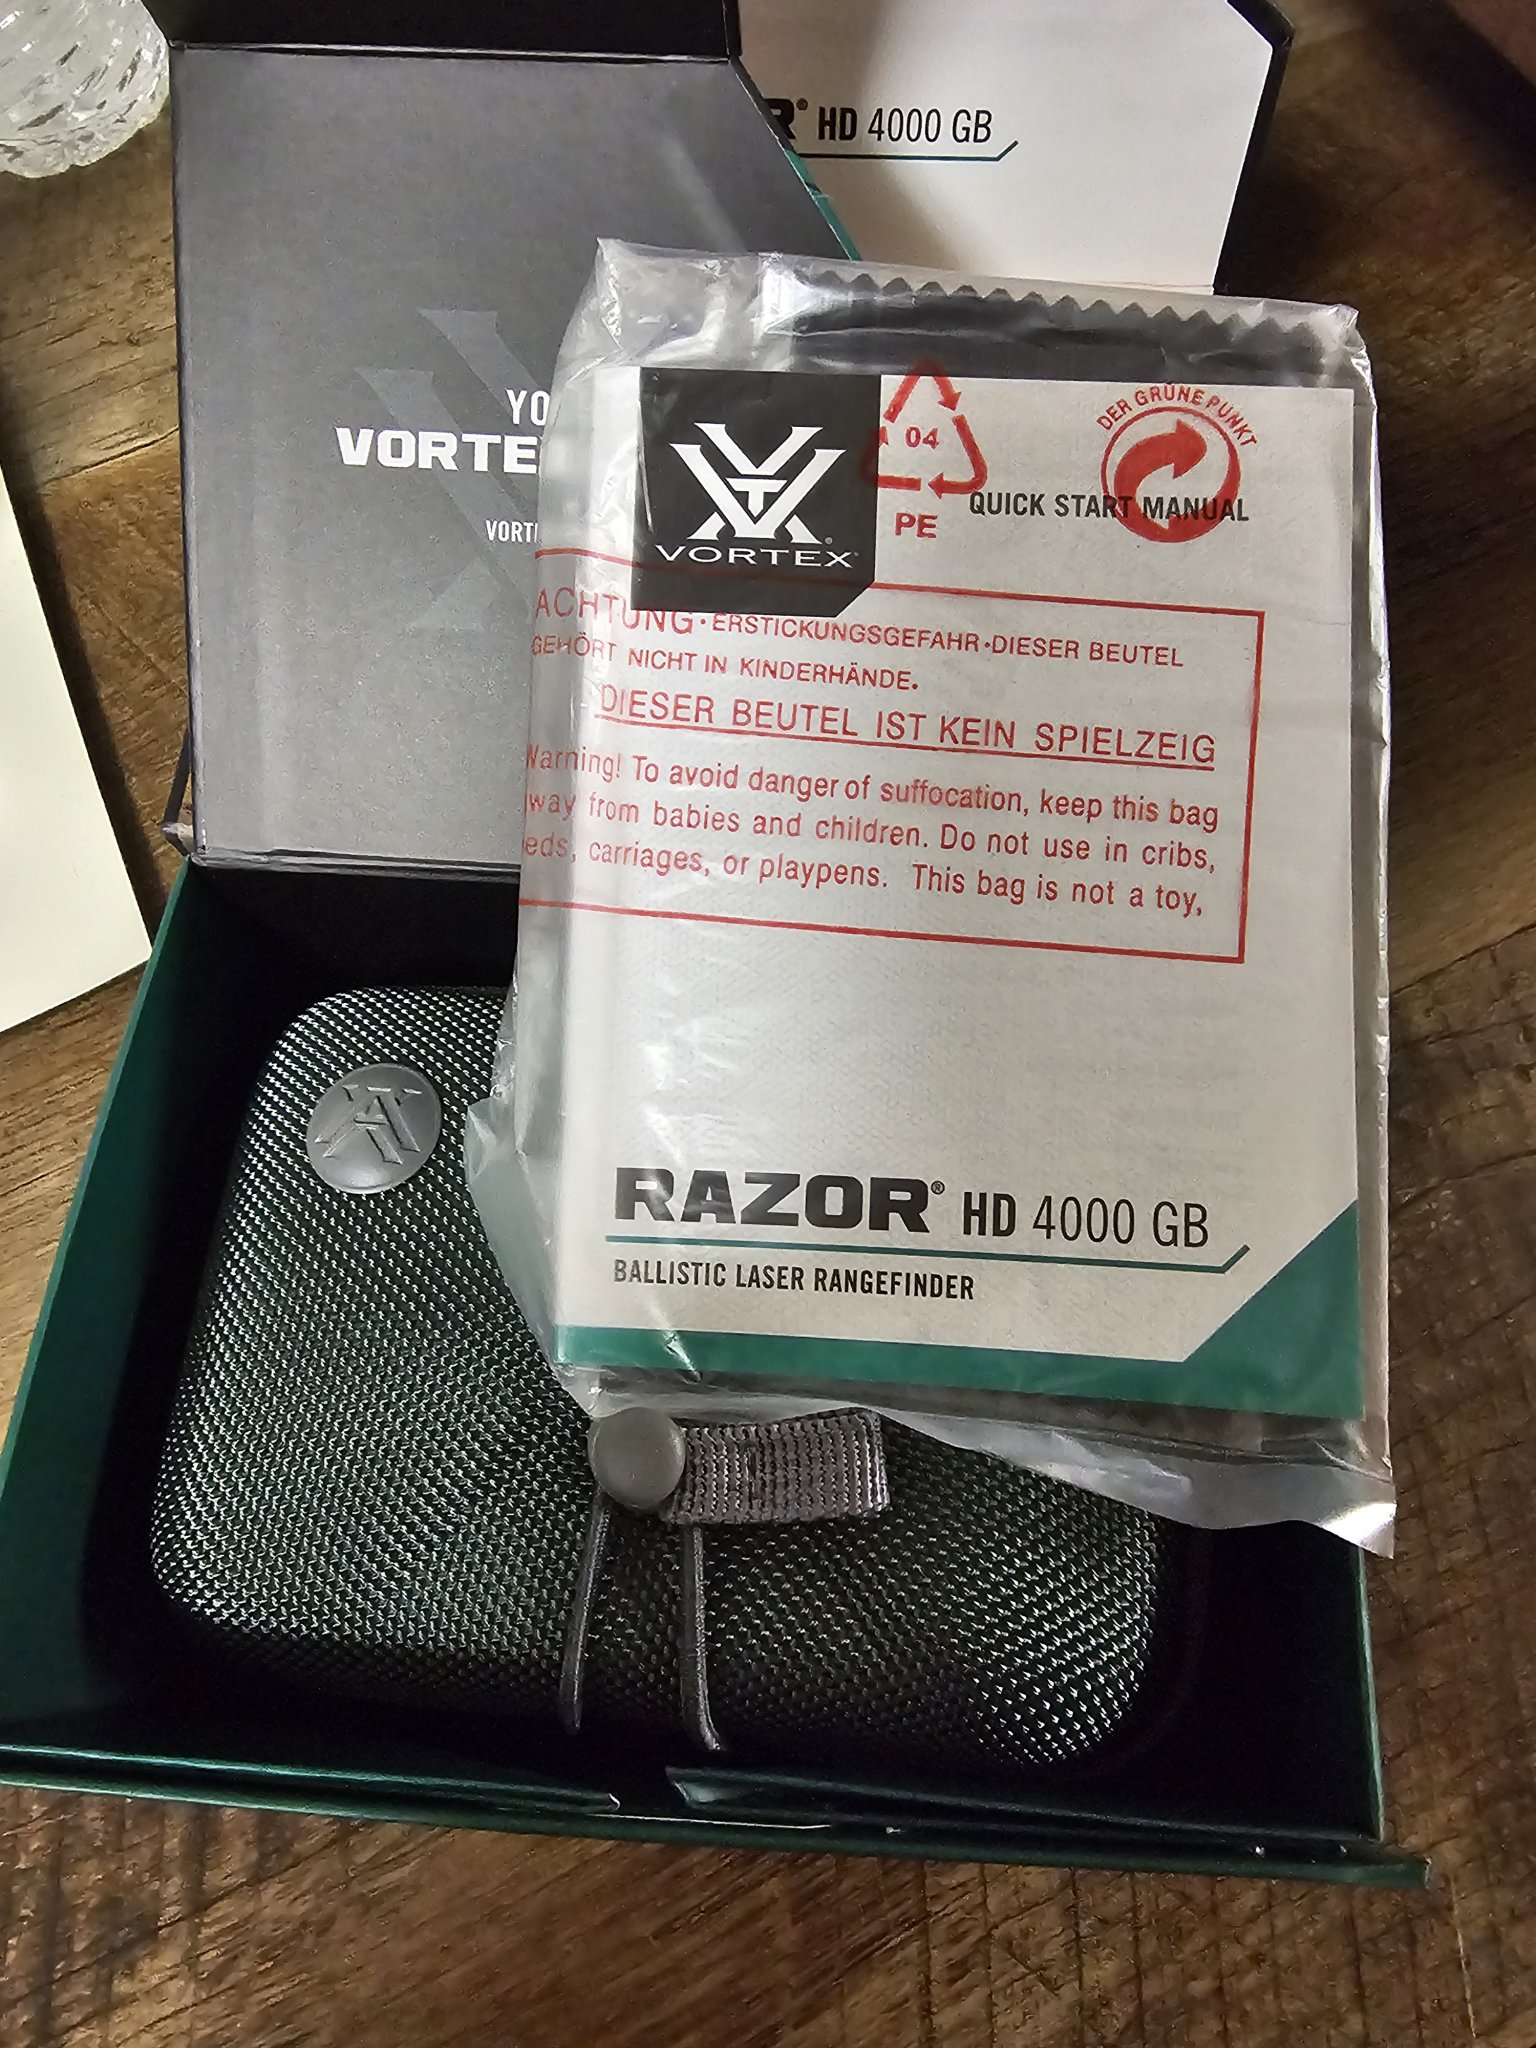 HD 4000 GB
VORTEX
04
PE
DER GRÜNE PUNKT
QUICK START MANUAL
ACHTUNG · ERSTICKUNGSGEFAHR · DIESER BEUTEL
GEHÖRT NICHT IN KINDERHÄNDE.
DIESER BEUTEL IST KEIN SPIELZEIG
Warning! To avoid danger of suffocation, keep this bag
way from babies and children. Do not use in cribs,
eds, carriages, or playpens. This bag is not a toy,
RAZOR® HD 4000 GB
BALLISTIC LASER RANGEFINDER